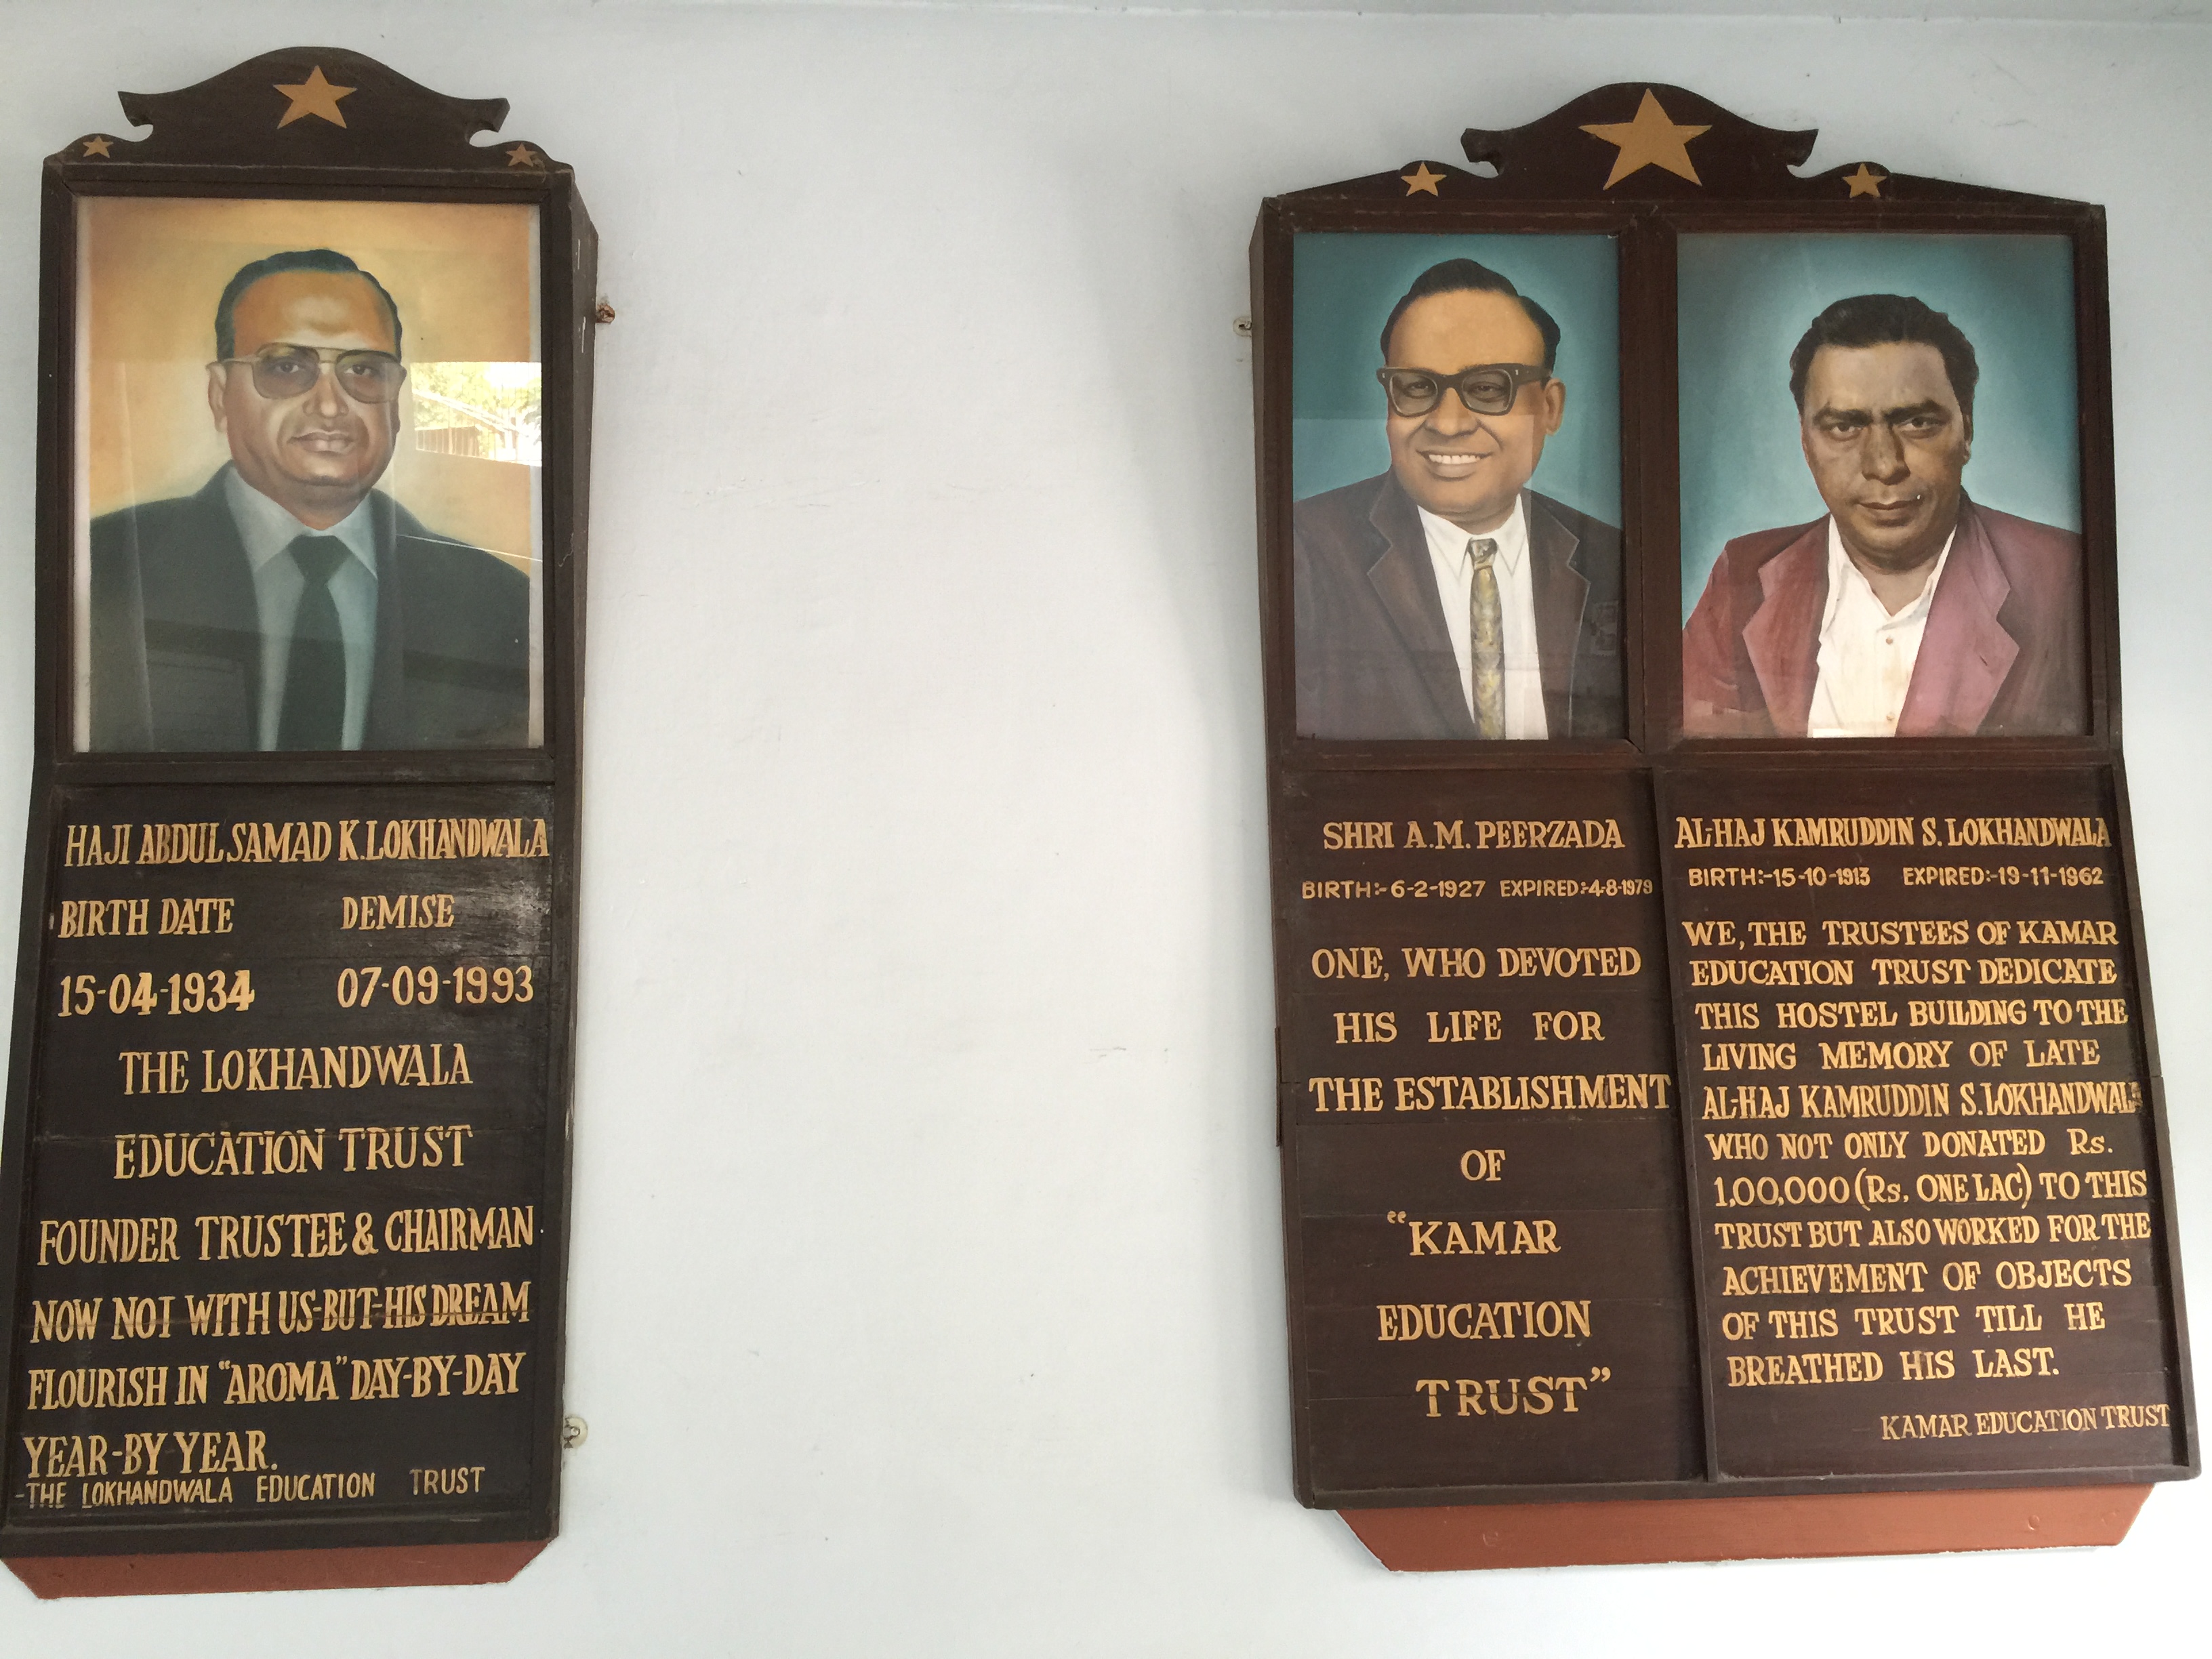 HAJI ABDUL SAMAD K. LOKHANDWALA
BIRTH DATE DEMISE
15-04-1934 07-09-1993
THE LOKHANDWALA
EDUCATION TRUST
FOUNDER TRUSTEE & CHAIRMAN
NOW NOT WITH US-BUT-HIS DREAM
FLOURISH IN "AROMA" DAY-BY-DAY
YEAR-BY YEAR.
-THE LOKHANDWALA EDUCATION TRUST
SHRI A.M. PEERZADA
BIRTH:-6-2-1927 EXPIRED:-4-8-1979
ONE, WHO DEVOTED
HIS LIFE FOR
THE ESTABLISHMENT
OF
"KAMAR
EDUCATION
TRUST"
AL-HAJ KAMRUDDIN S. LOKHANDWALA
BIRTH:-15-10-1913 EXPIRED:-19-11-1962
WE, THE TRUSTEES OF KAMAR
EDUCATION TRUST DEDICATE
THIS HOSTEL BUILDING TO THE
LIVING MEMORY OF LATE
AL-HAJ KAMRUDDIN S. LOKHANDWALA
WHO NOT ONLY DONATED Rs.
1,00,000 (Rs. ONE LAC) TO THIS
TRUST BUT ALSO WORKED FOR THE
ACHIEVEMENT OF OBJECTS
OF THIS TRUST TILL HE
BREATHED HIS LAST.
KAMAR EDUCATION TRUST